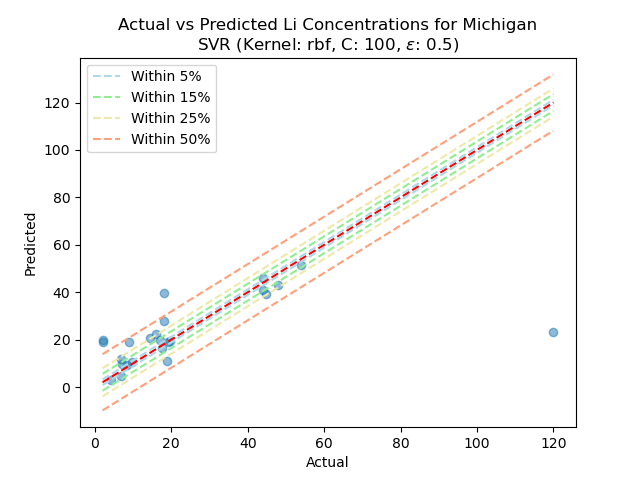 Actual vs Predicted Li Concentrations for Michigan
SVR (Kernel: rbf, C: 100, ε: 0.5)
Within 5%
Within 15%
Within 25%
Within 50%
Predicted
120
100
80
60
40
20
0
0 20 40 60 80 100 120
Actual